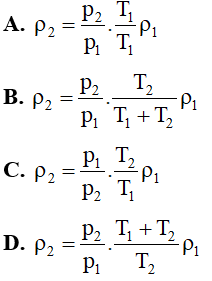 A. ρ₂ = p₂/p₁ . T₁/T₁ ρ₁
B. ρ₂ = p₂/p₁ . T₂/(T₁ + T₂) ρ₁
C. ρ₂ = p₁/p₂ . T₂/T₁ ρ₁
D. ρ₂ = p₂/p₁ . (T₁ + T₂)/T₂ ρ₁